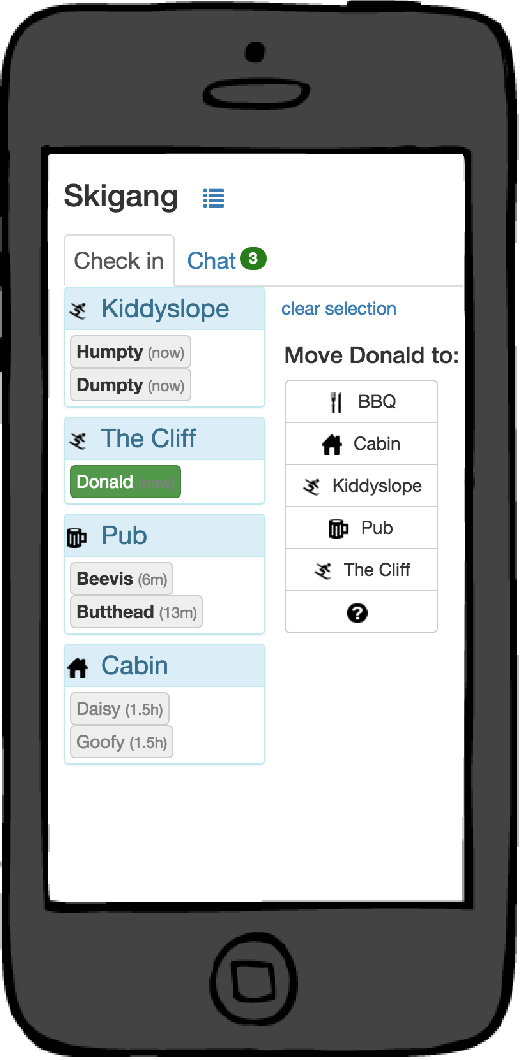 Skigang
Check in
Chat 3
Kiddyslope
Humpty (now)
Dumpty (now)
The Cliff
Donald (now)
Pub
Beevis (6m)
Butthead (13m)
Cabin
Daisy (1.5h)
Goofy (1.5h)
clear selection
Move Donald to:
BBQ
Cabin
Kiddyslope
Pub
The Cliff
?